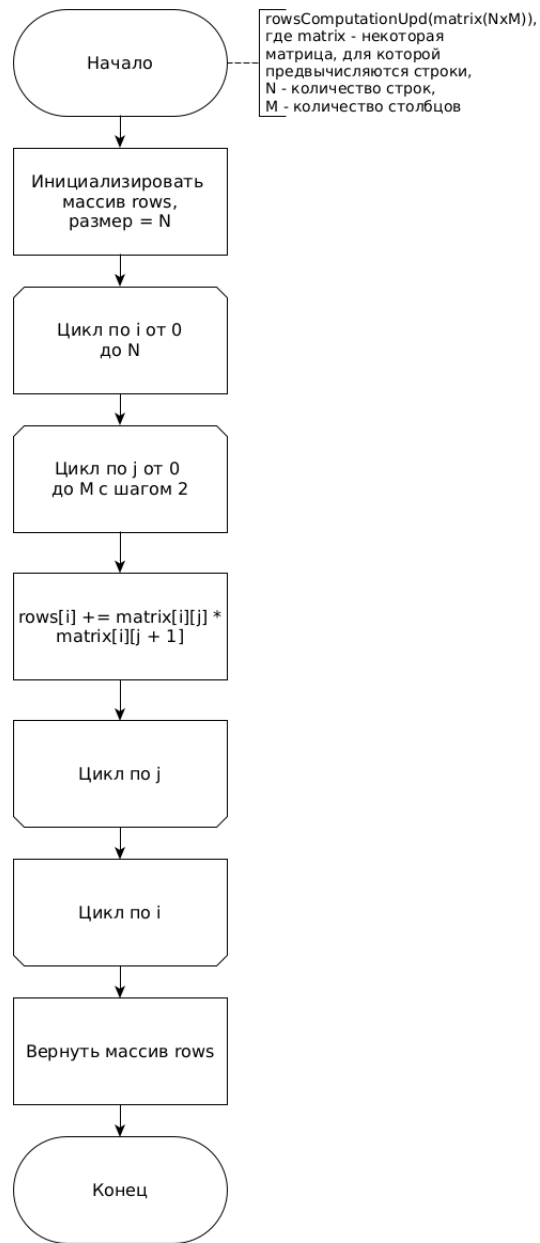 Начало
rowsComputationUpd(matrix(NxM)),
где matrix - некоторая
матрица, для которой
предвычисляются строки,
N - количество строк,
M - количество столбцов
Инициализировать
массив rows,
размер = N
Цикл по i от 0
до N
Цикл по j от 0
до M с шагом 2
rows[i] += matrix[i][j] *
matrix[i][j + 1]
Цикл по j
Цикл по i
Вернуть массив rows
Конец